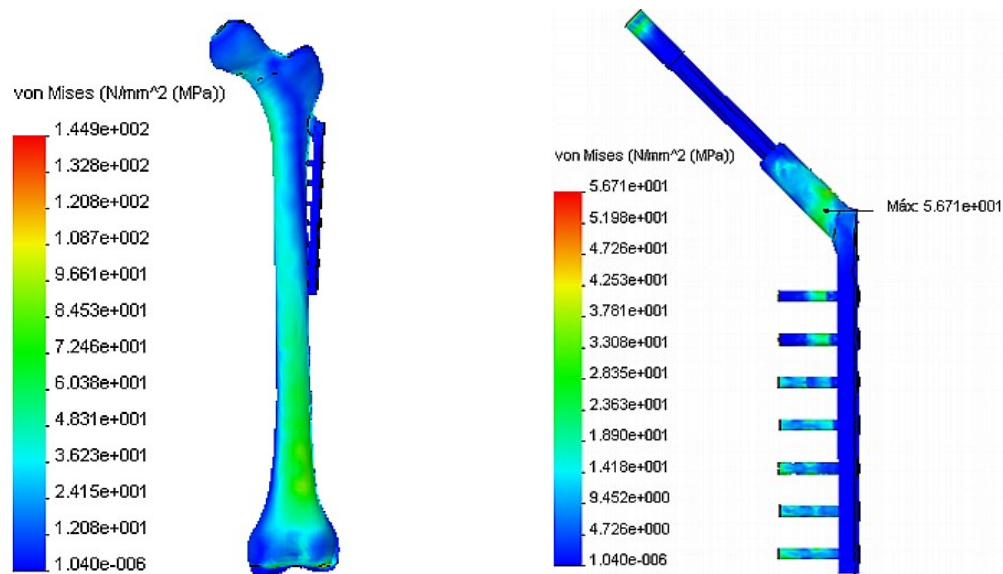 von Mises (N/mm^2 (MPa))
1.449e+002
1.328e+002
1.208e+002
1.087e+002
9.661e+001
8.453e+001
7.246e+001
6.038e+001
4.831e+001
3.623e+001
2.415e+001
1.208e+001
1.040e-006
von Mises (N/mm^2 (MPa))
5.671e+001
5.198e+001
4.726e+001
4.253e+001
3.781e+001
3.308e+001
2.835e+001
2.363e+001
1.890e+001
1.418e+001
9.452e+000
4.726e+000
1.040e-006
Máx: 5.671e+001